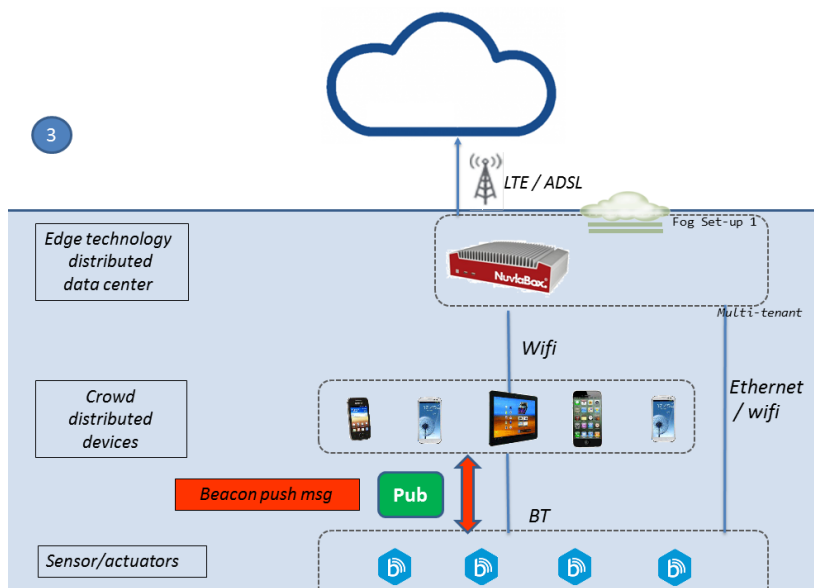 3
LTE / ADSL
Fog Set-up 1
Edge technology
distributed
data center
NuvlaBox
Multi-tenant
Wifi
Ethernet
/ wifi
Crowd
distributed
devices
Beacon push msg
Pub
BT
Sensor/actuators
b
b
b
b